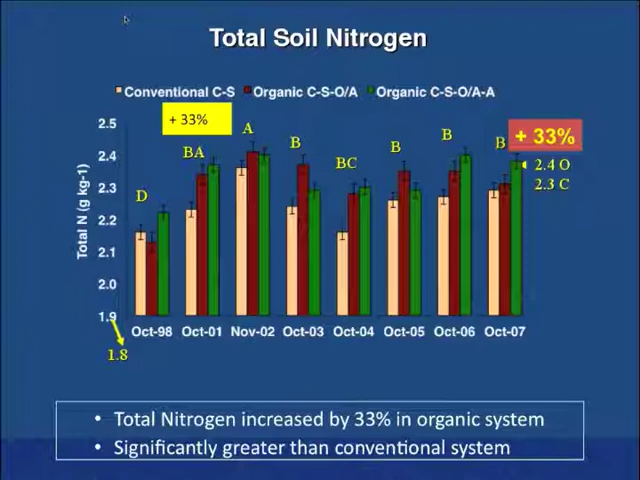 Total Soil Nitrogen
Conventional C-S Organic C-S-O/A Organic C-S-O/A-A
+ 33%
+ 33%
D BA A B BC B B B
2.4 O
2.3 C
Total N (g kg-1)
2.5
2.4
2.3
2.2
2.1
2.0
1.9
Oct-98 Oct-01 Nov-02 Oct-03 Oct-04 Oct-05 Oct-06 Oct-07
1.8
• Total Nitrogen increased by 33% in organic system
• Significantly greater than conventional system